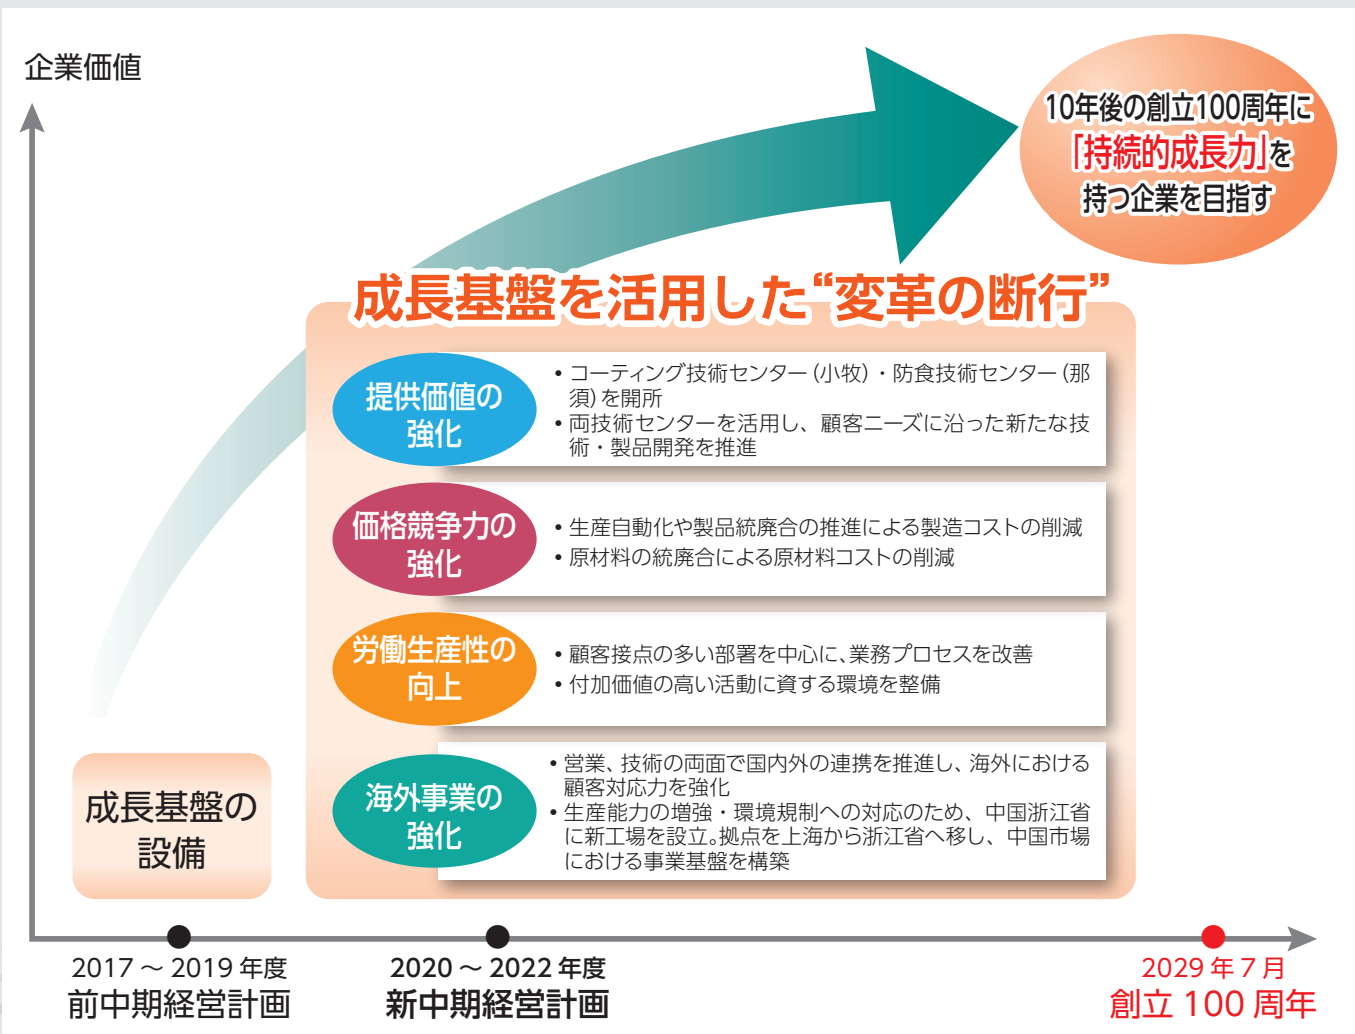 企業価値
10年後の創立100周年に
「持続的成長力」を
持つ企業を目指す
成長基盤を活用した“変革の断行”
提供価値の
強化
• コーティング技術センター（小牧）・防食技術センター（那
須）を開所
• 両技術センターを活用し、顧客ニーズに沿った新たな技
術・製品開発を推進
価格競争力の
強化
• 生産自動化や製品統廃合の推進による製造コストの削減
• 原材料の統廃合による原材料コストの削減
労働生産性の
向上
• 顧客接点の多い部署を中心に、業務プロセスを改善
• 付加価値の高い活動に資する環境を整備
海外事業の
強化
• 営業、技術の両面で国内外の連携を推進し、海外における
顧客対応力を強化
• 生産能力の増強・環境規制への対応のため、中国浙江省
に新工場を設立。拠点を上海から浙江省へ移し、中国市場
における事業基盤を構築
成長基盤の
設備
2017 ～ 2019 年度
前中期経営計画
2020 ～ 2022 年度
新中期経営計画
2029 年 7 月
創立 100 周年